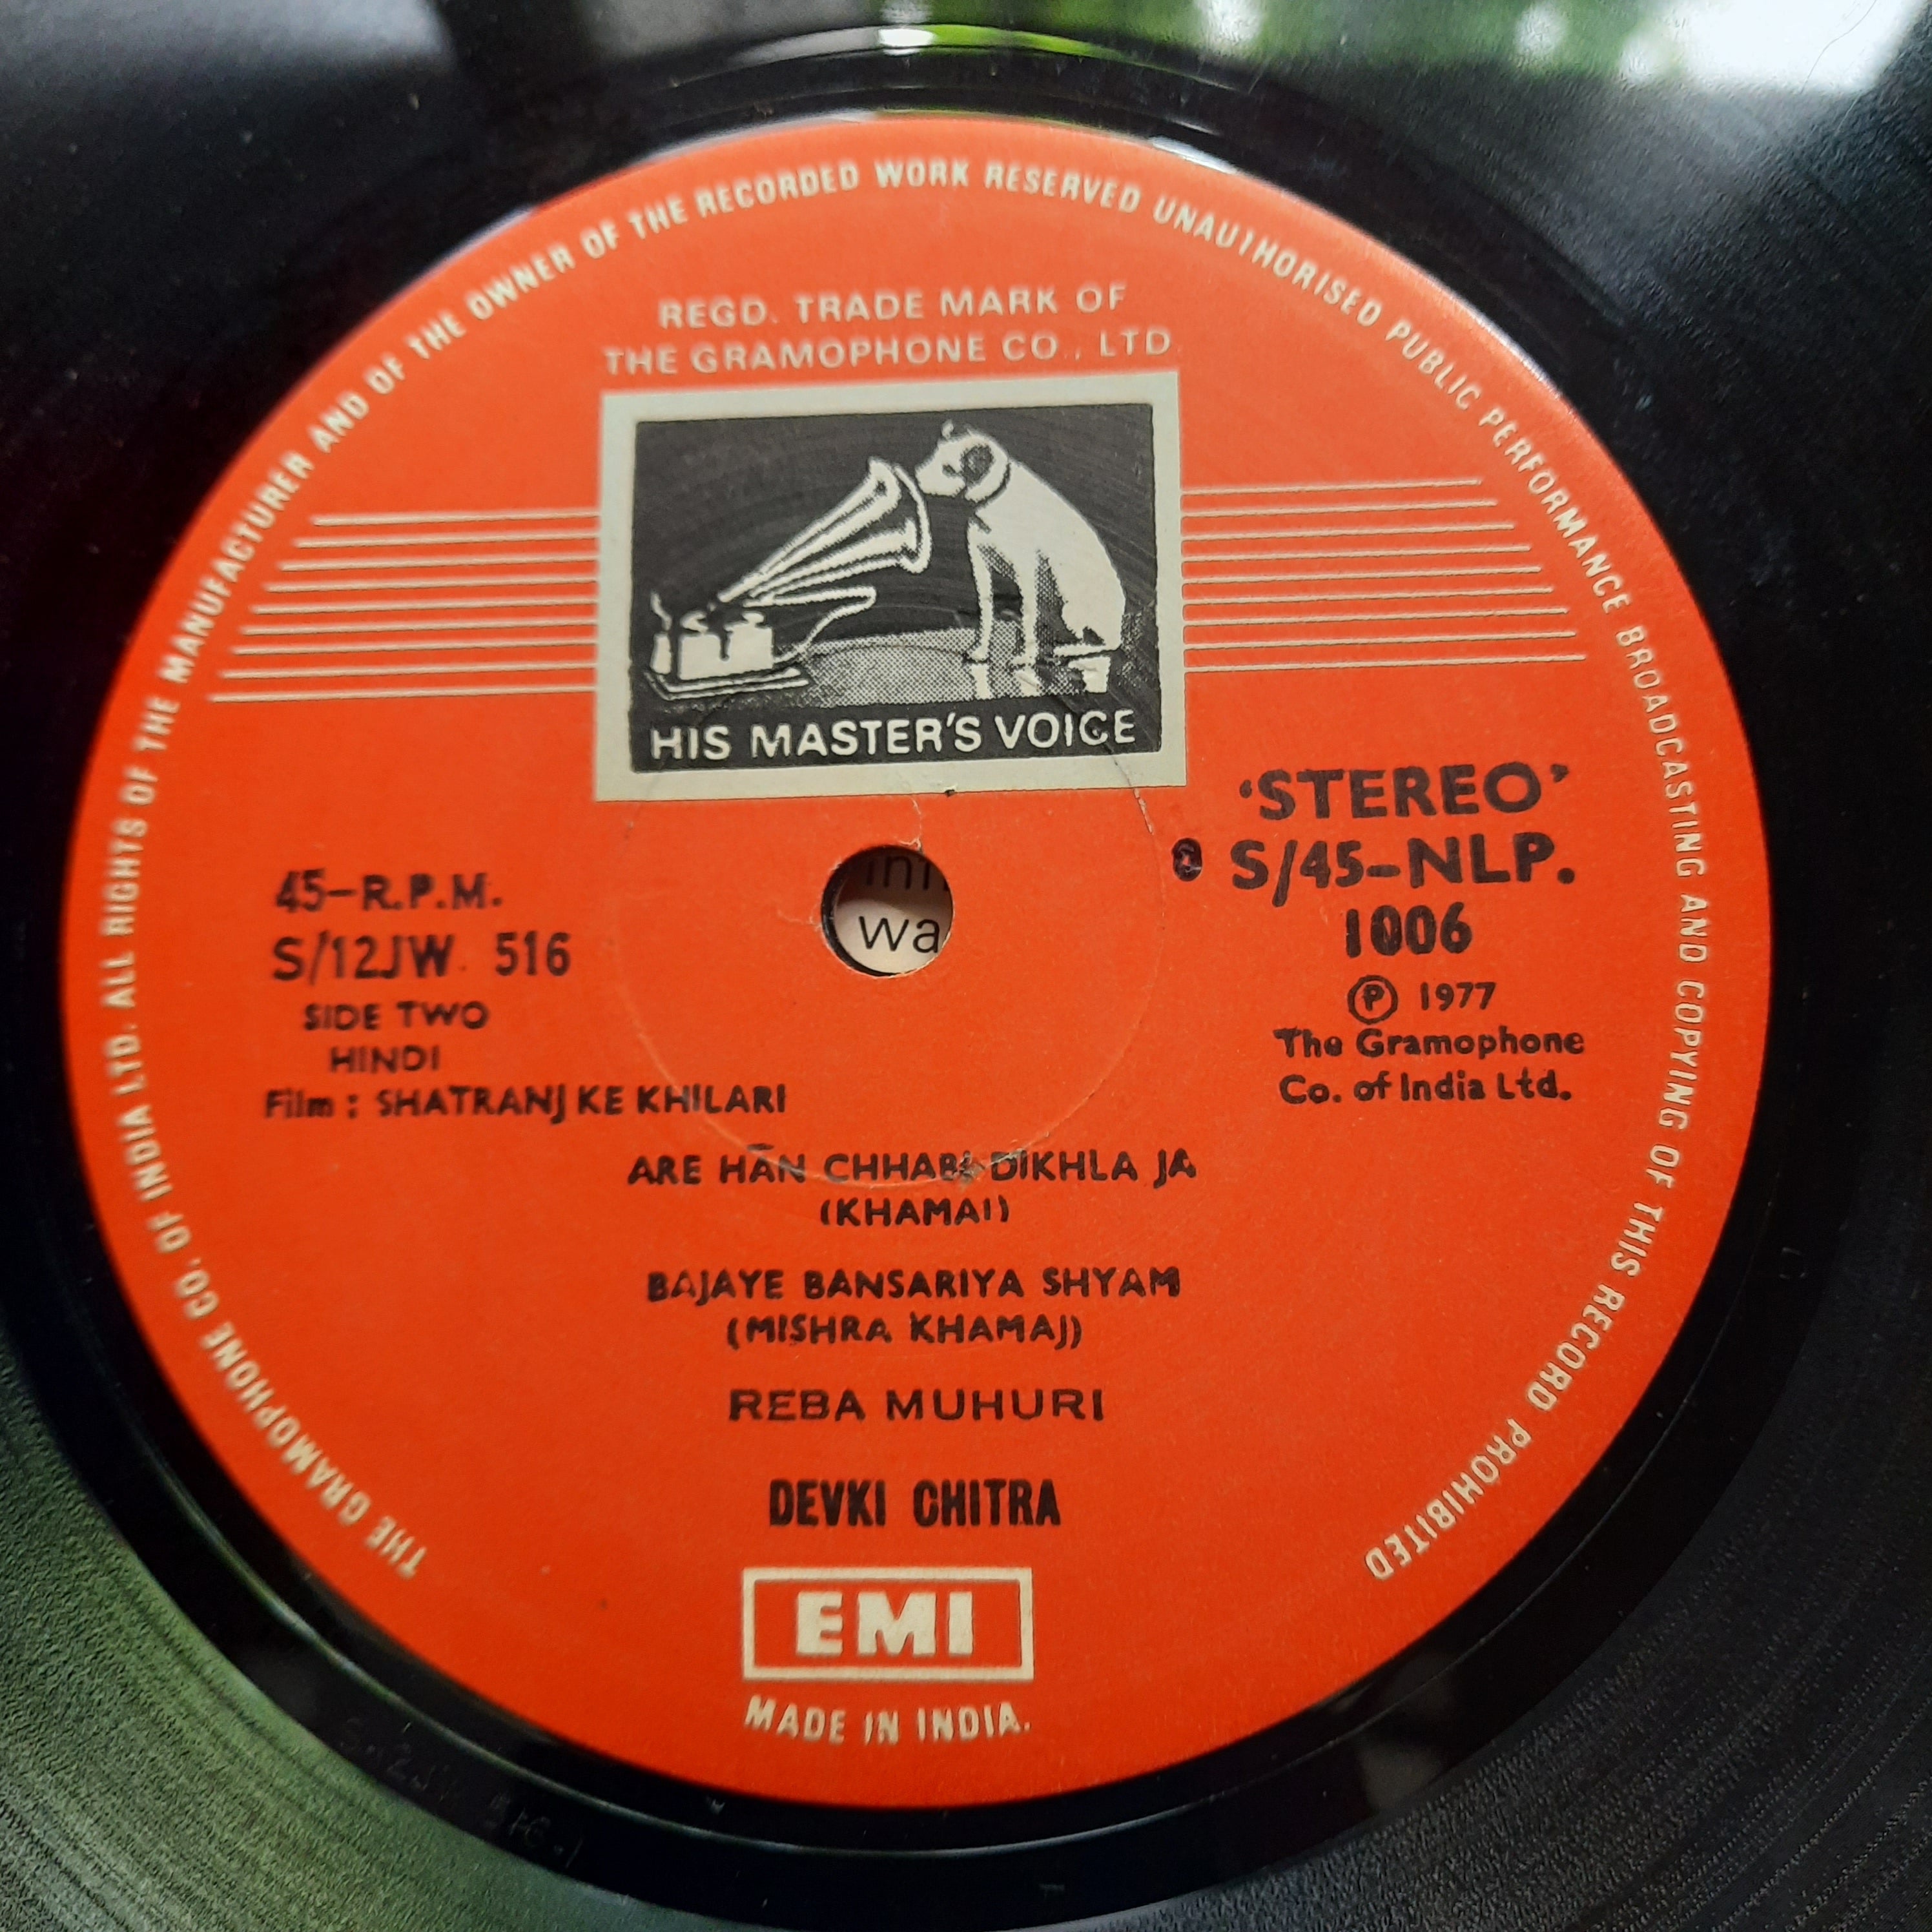 THE GRAMOPHONE CO. OF INDIA LTD. ALL RIGHTS OF THE MANUFACTURER AND OF THE OWNER OF THE RECORDED WORK RESERVED UNAUTHORISED PUBLIC PERFORMANCE BROADCASTING AND COPYING OF THIS RECORD PROHIBITED
REGD. TRADE MARK OF
THE GRAMOPHONE CO., LTD.
HIS MASTER'S VOICE
45-R.P.M.
S/12JW 516
SIDE TWO
HINDI
Film : SHATRANJ KE KHILARI
'STEREO'
S/45-NLP.
1006
Ⓟ 1977
The Gramophone
Co. of India Ltd.
wa
ARE HĀN CHHABI DIKHLA JA
(KHAMAJ)
BAJAYE BANSARIYA SHYAM
(MISHRA KHAMAJ)
REBA MUHURI
DEVKI CHITRA
EMI
MADE IN INDIA.